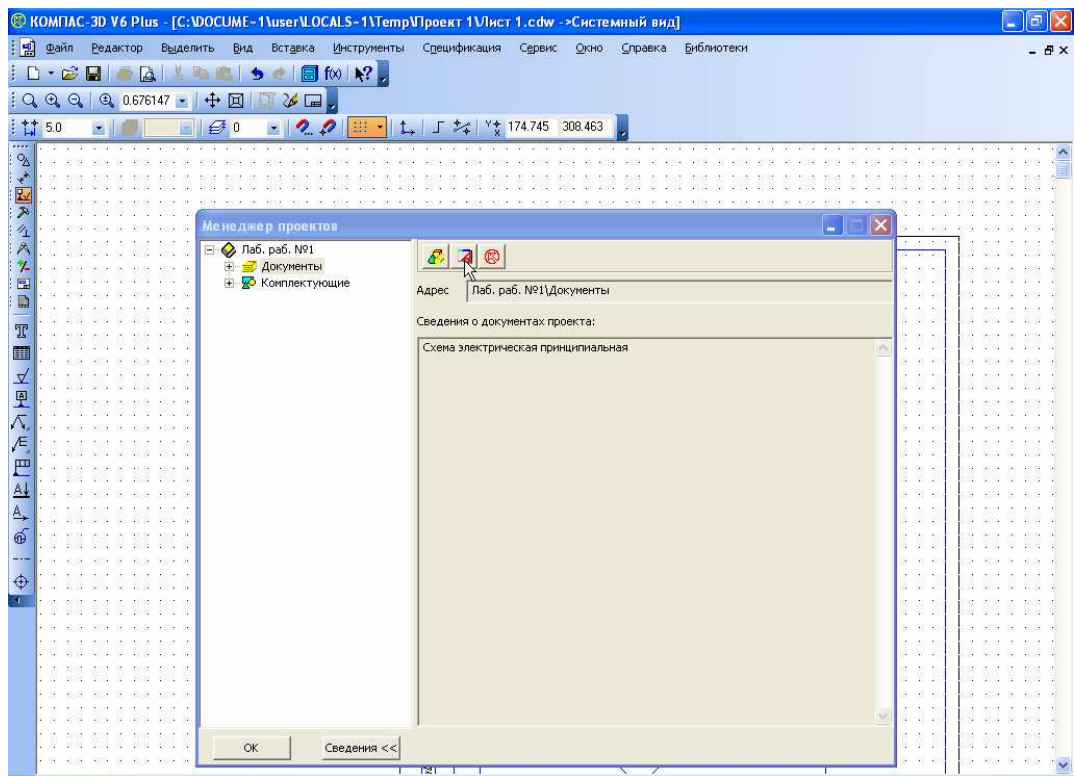 КОМПАС-3D V6 Plus - [C:\DOCUME~1\user\LOCALS~1\Temp\Проект 1\Лист 1.cdw ->Системный вид]
Файл Редактор Выделить Вид Вставка Инструменты Спецификация Сервис Окно Справка Библиотеки
f(x)
0.676147
5.0 0 174.745 308.463
Менеджер проектов
Лаб. раб. №1
Документы
Комплектующие
Адрес Лаб. раб. №1\Документы
Сведения о документах проекта:
Схема электрическая принципиальная
OK Сведения <<